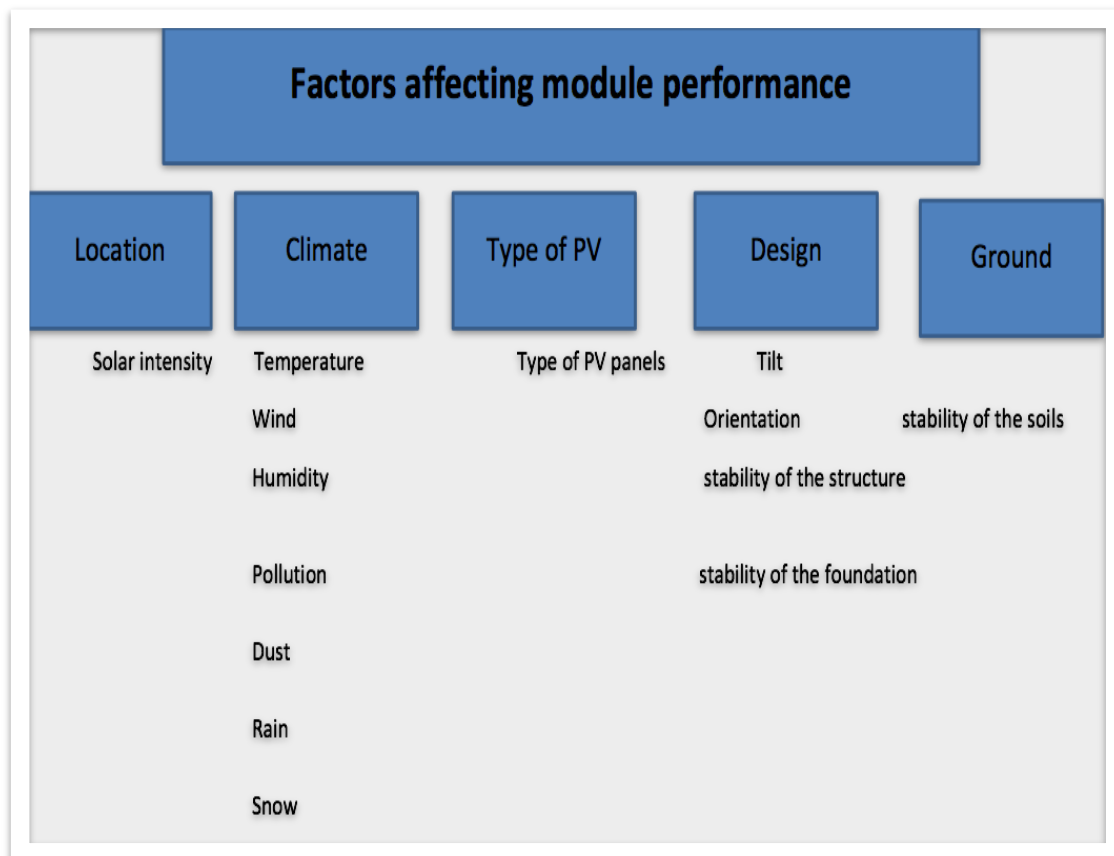 Factors affecting module performance
Location
Climate
Type of PV
Design
Ground
Solar intensity
Temperature
Type of PV panels
Tilt
Wind
Orientation
stability of the soils
Humidity
stability of the structure
Pollution
stability of the foundation
Dust
Rain
Snow